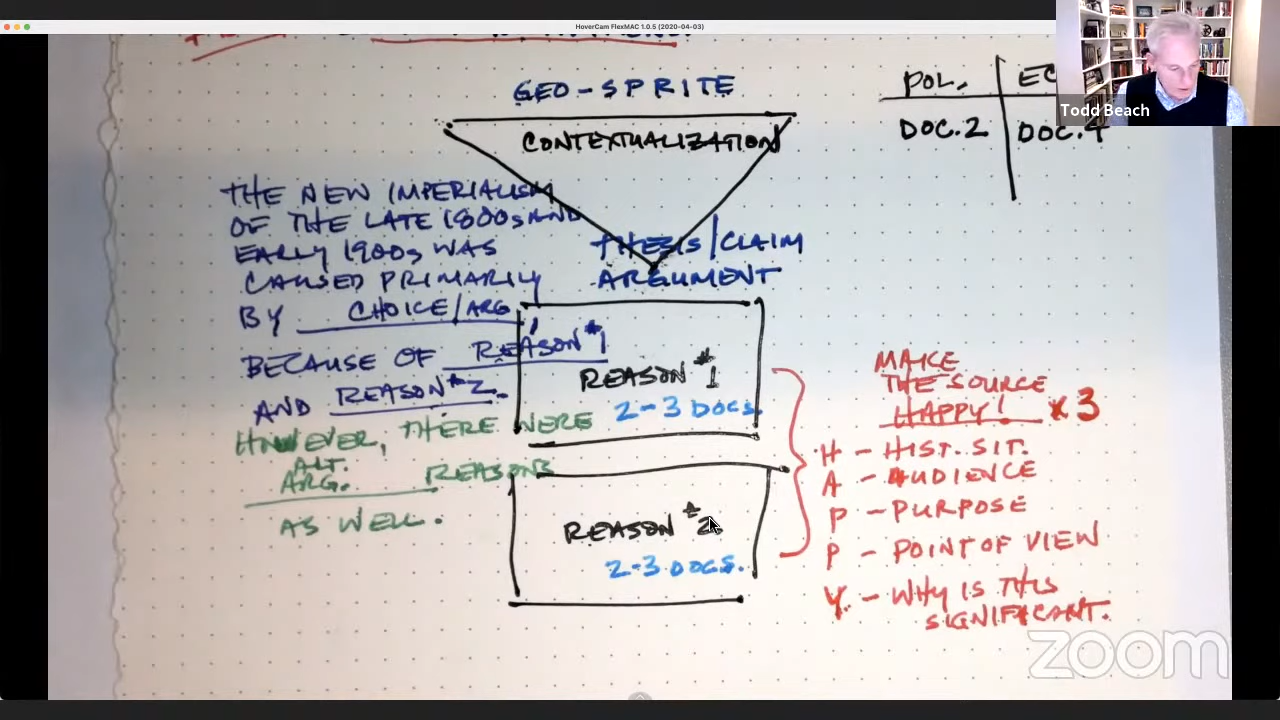 HoverCam FlexMAC 1.0.5 (2020-04-03)
Todd Beach
GEO-SPRITE
CONTEXTUALIZATION
POL.
EC
DOC.2
DOC.4
THE NEW IMPERIALISM
OF THE LATE 1800s AND
EARLY 1900s WAS
CAUSED PRIMARILY
BY CHOICE/ARG
BECAUSE OF REASON #1
AND REASON #2.
HOWEVER, THERE WERE
ALT.
ARG. REASONS
AS WELL.
THESIS/CLAIM
ARGUMENT
REASON #1
2-3 DOCS.
REASON #2
2-3 DOCS.
MAKE
THE SOURCE
HAPPY! x3
H - HIST. SIT.
A - AUDIENCE
P - PURPOSE
P - POINT OF VIEW
Y. - WHY IS THIS
SIGNIFICANT.
zoom